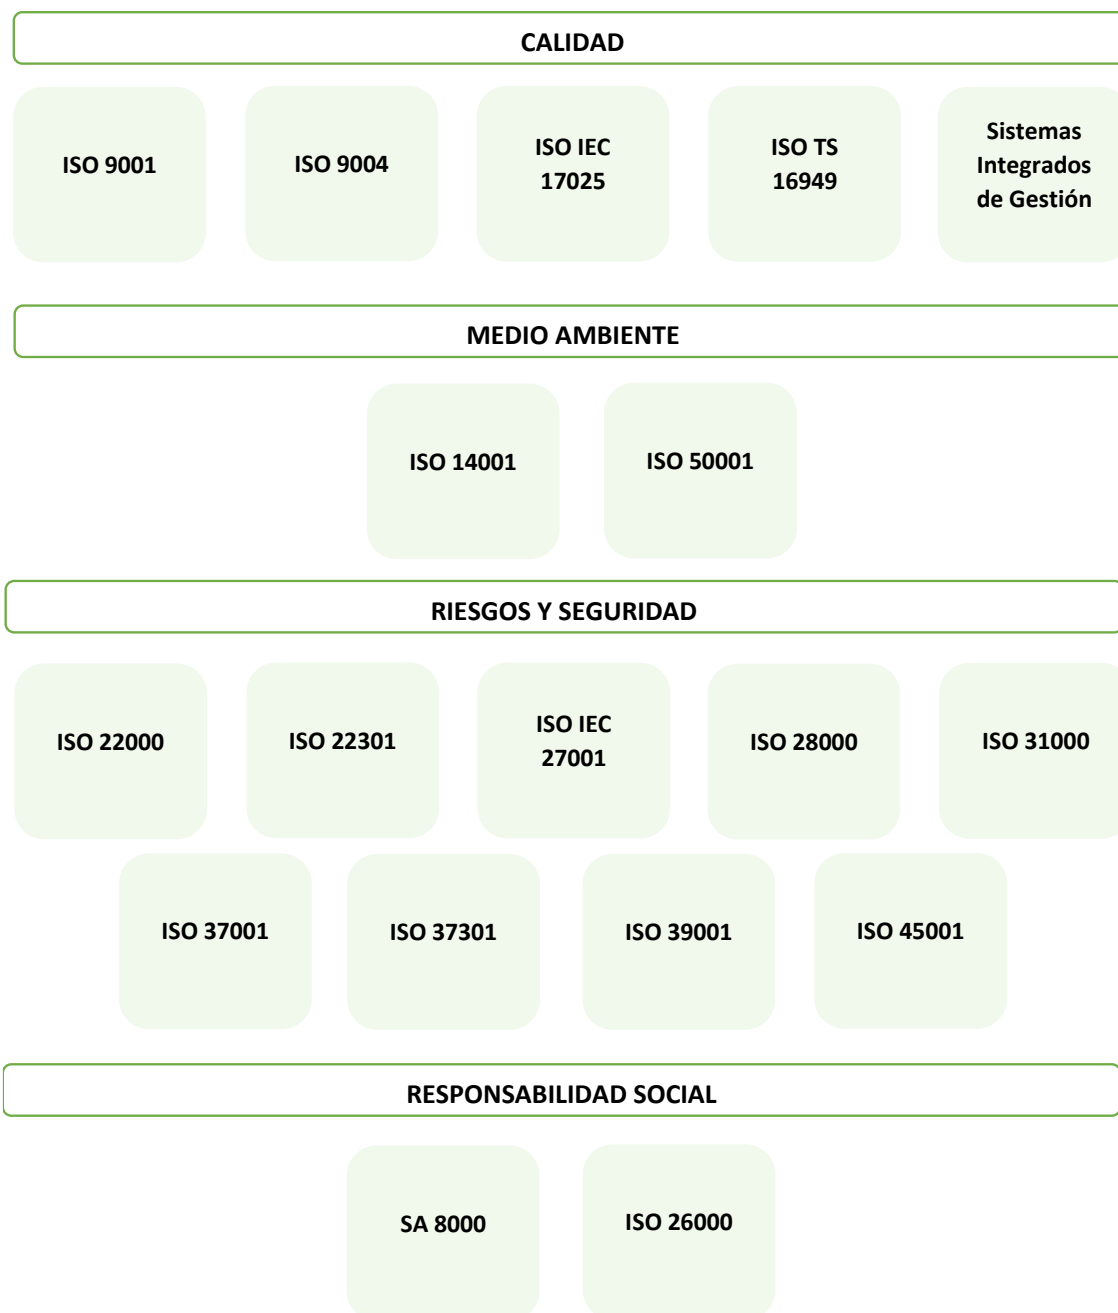 CALIDAD
ISO 9001
ISO 9004
ISO IEC
17025
ISO TS
16949
Sistemas
Integrados
de Gestión
MEDIO AMBIENTE
ISO 14001
ISO 50001
RIESGOS Y SEGURIDAD
ISO 22000
ISO 22301
ISO IEC
27001
ISO 28000
ISO 31000
ISO 37001
ISO 37301
ISO 39001
ISO 45001
RESPONSABILIDAD SOCIAL
SA 8000
ISO 26000